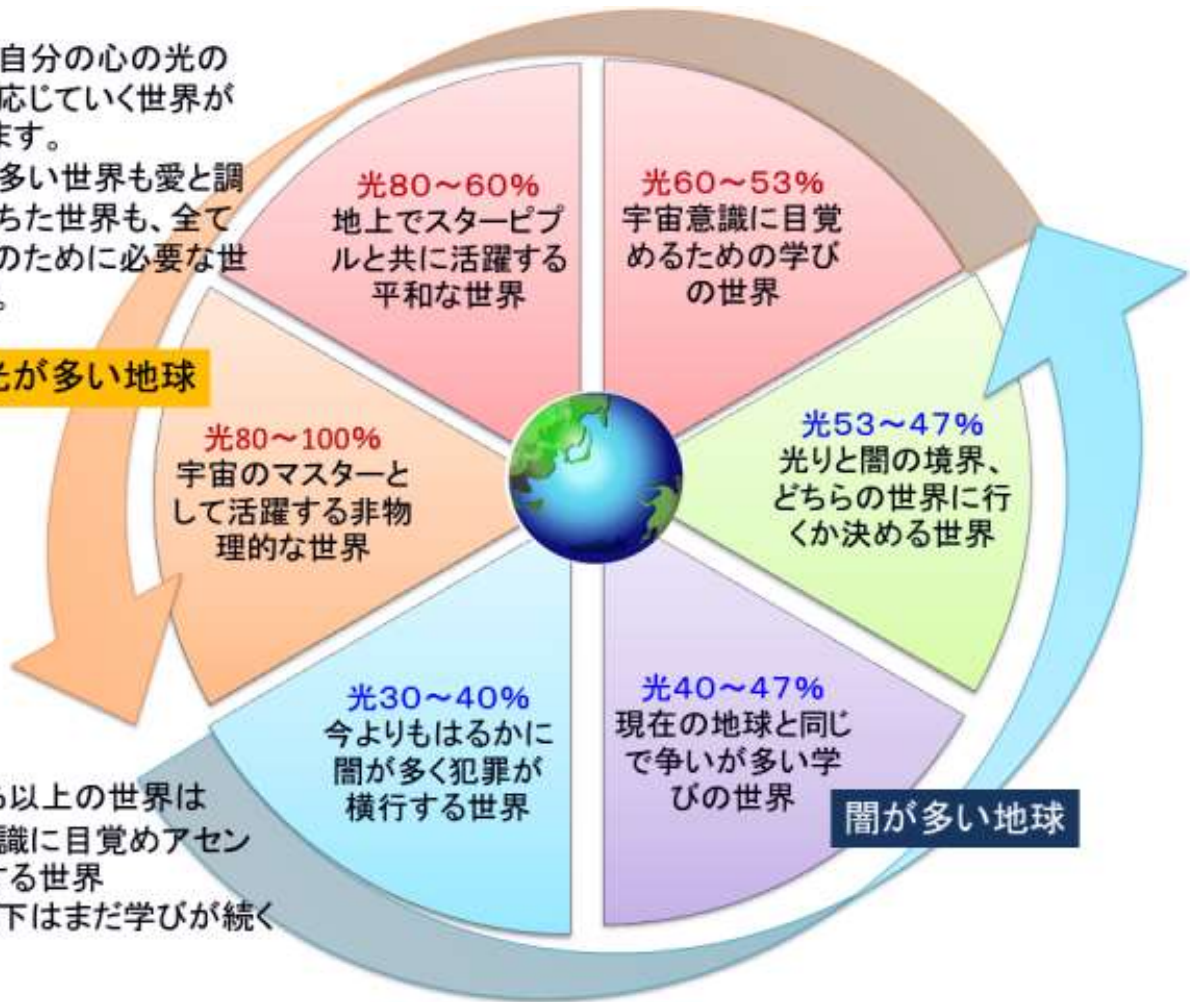 自分の心の光の
応じていく世界が
ます。
多い世界も愛と調
ちた世界も、全て
のために必要な世
。
光が多い地球
光80～60%
地上でスターピプ
ルと共に活躍する
平和な世界
光60～53%
宇宙意識に目覚
めるための学び
の世界
光80～100%
宇宙のマスターと
して活躍する非物
理的な世界
光53～47%
光りと闇の境界、
どちらの世界に行
くか決める世界
光30～40%
今よりもはるかに
闇が多く犯罪が
横行する世界
光40～47%
現在の地球と同じ
で争いが多い学
びの世界
闇が多い地球
%以上の世界は
識に目覚めアセン
する世界
下はまだ学びが続く